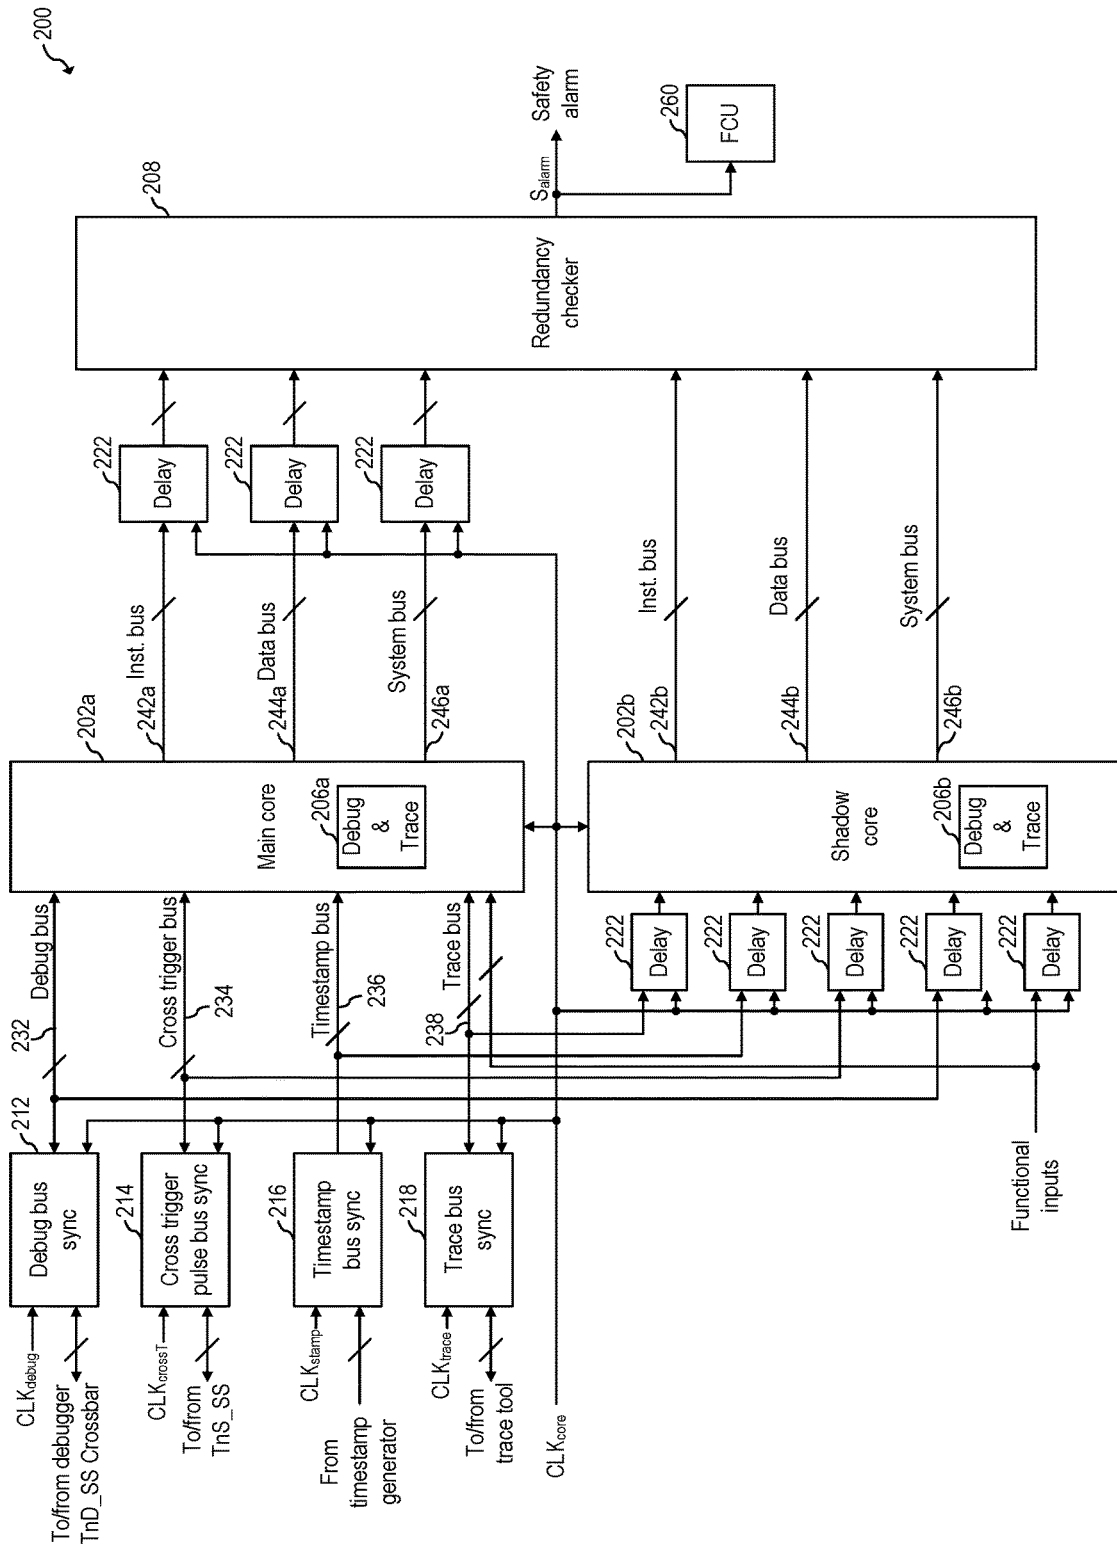 200
CLKdebug
To/from debugger
TnD_SS Crossbar
212
Debug bus
sync
232
Debug bus
CLKcrossT
To/from
TnS_SS
214
Cross trigger
pulse bus sync
Cross trigger bus
234
CLKstamp
From
timestamp
generator
216
Timestamp
bus sync
Timestamp bus
236
CLKtrace
To/from
trace tool
218
Trace bus
sync
238
Trace bus
CLKcore
Functional
inputs
202a
Main core
206a
Debug
&
Trace
242a
Inst. bus
222
Delay
244a
Data bus
222
Delay
246a
System bus
222
Delay
208
Redundancy
checker
Salarm
Safety
alarm
260
FCU
222
Delay
222
Delay
222
Delay
222
Delay
222
Delay
202b
Shadow
core
206b
Debug
&
Trace
242b
Inst. bus
244b
Data bus
246b
System bus